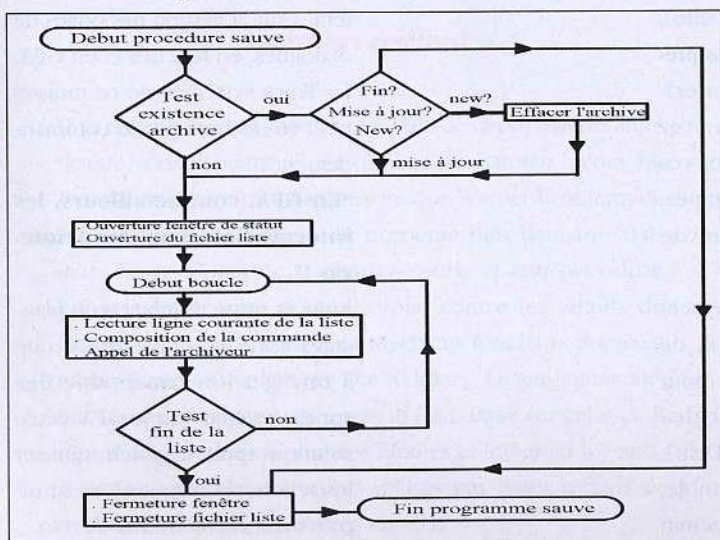 Debut procedure sauve
Test
existence
archive
oui
Fin?
Mise à jour?
New?
new?
Effacer l'archive
non
mise à jour
. Ouverture fenêtre de statut
. Ouverture du fichier liste
Debut boucle
. Lecture ligne courante de la liste
. Composition de la commande
. Appel de l'archiveur
Test
fin de la
liste
non
oui
. Fermeture fenêtre
. Fermeture fichier liste
Fin programme sauve